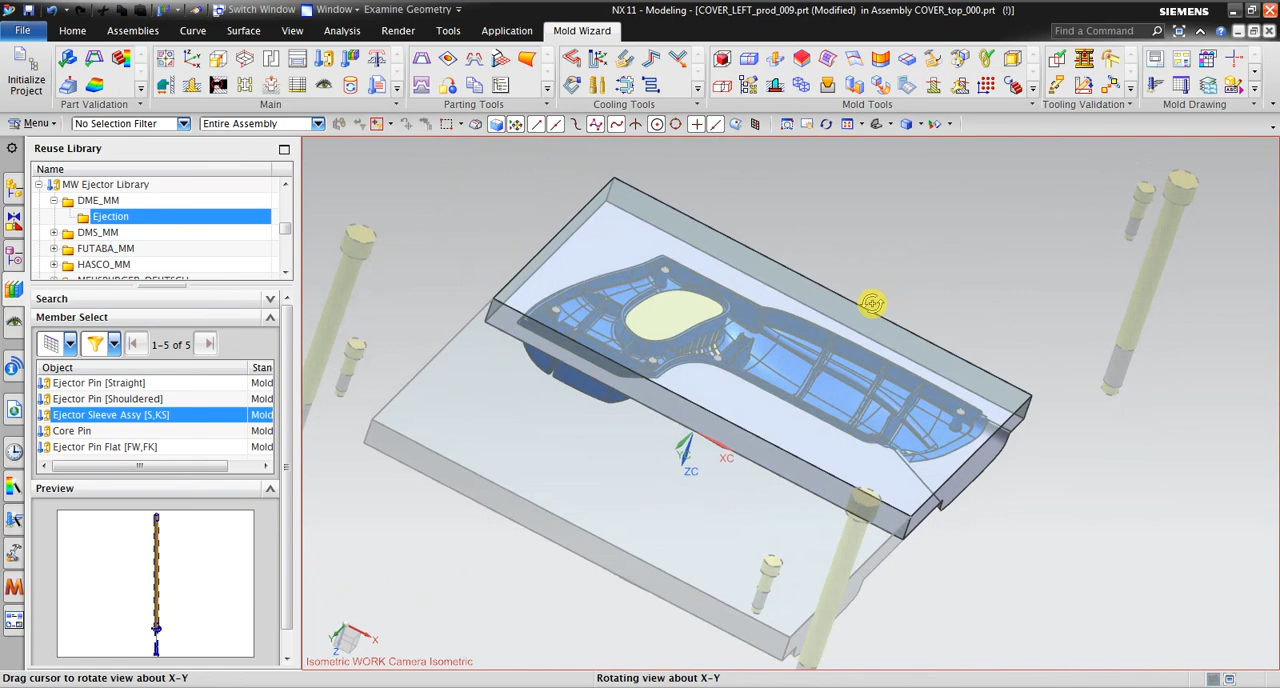 Switch Window Window Examine Geometry NX 11 - Modeling - [COVER_LEFT_prod_009.prt (Modified) in Assembly COVER_top_000.prt (!)] SIEMENS
File Home Assemblies Curve Surface View Analysis Render Tools Application Mold Wizard Find a Command
Initialize Project
Part Validation Main Parting Tools Cooling Tools Mold Tools Tooling Validation Mold Drawing
Menu No Selection Filter Entire Assembly
Reuse Library
Name
MW Ejector Library
DME_MM
Ejection
DMS_MM
FUTABA_MM
HASCO_MM
Search
Member Select
1-5 of 5
Object Stan
Ejector Pin [Straight] Mold
Ejector Pin [Shouldered] Mold
Ejector Sleeve Assy [S,KS] Mold
Core Pin Mold
Ejector Pin Flat [FW,FK] Mold
Preview
XC
ZC
Y X
Z
Isometric WORK Camera Isometric
Drag cursor to rotate view about X-Y Rotating view about X-Y